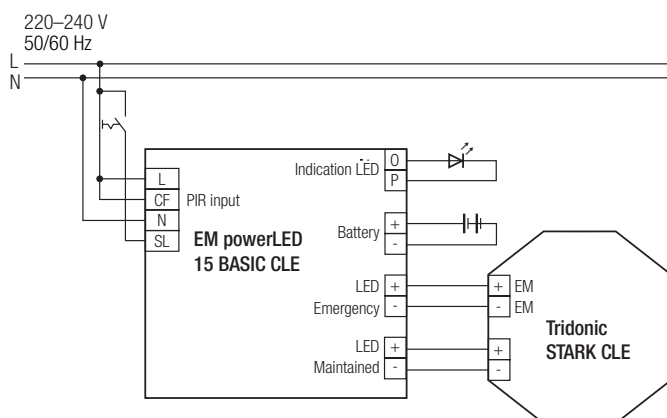 220–240 V
50/60 Hz
L
N
L
CF PIR input
N
SL
EM powerLED
15 BASIC CLE
Indication LED
O
P
Battery
+
-
LED +
Emergency -
LED +
Maintained -
+ EM
- EM
+
-
Tridonic
STARK CLE